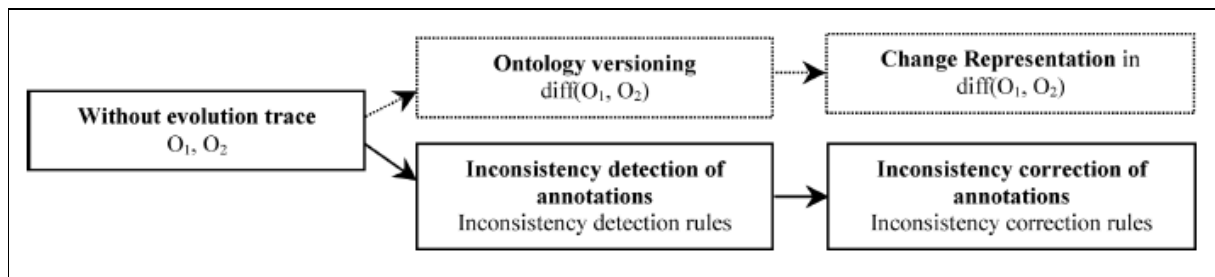 Without evolution trace
O₁, O₂
Ontology versioning
diff(O₁, O₂)
Change Representation in
diff(O₁, O₂)
Inconsistency detection of
annotations
Inconsistency detection rules
Inconsistency correction of
annotations
Inconsistency correction rules